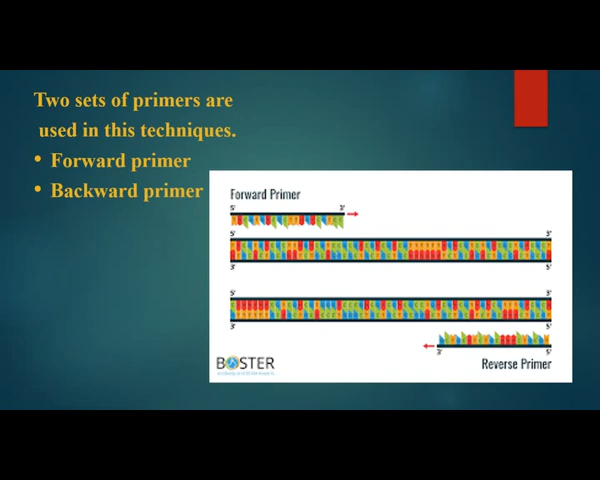 Two sets of primers are
used in this techniques.
• Forward primer
• Backward primer
Forward Primer
5' 3'
5' 3'
3' 5'
5' 3'
3' 5'
3' 5'
BOSTER
Reverse Primer